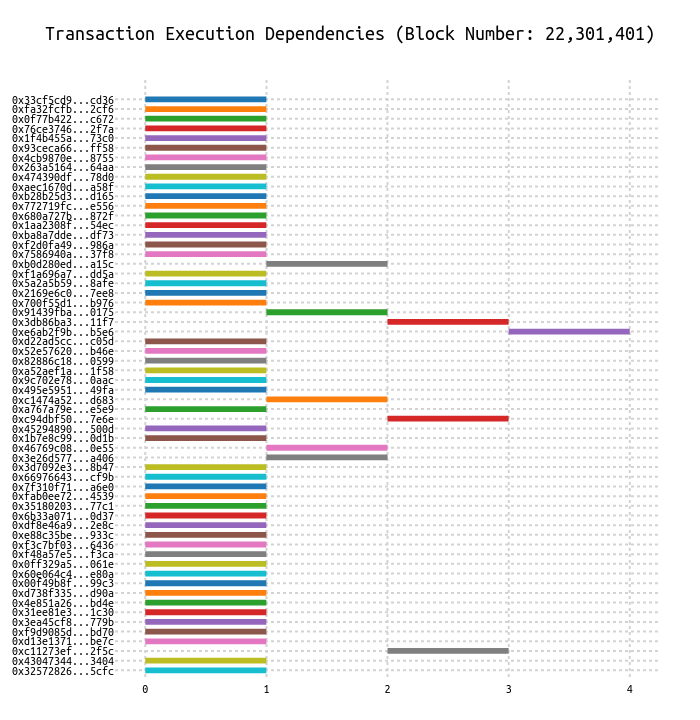 Transaction Execution Dependencies (Block Number: 22,301,401)
0x33cf5cd9...cd36
0xfa32fcfb...2cf6
0x0f77b422...c672
0x76ce3746...2f7a
0x1f4b455a...73c0
0x93ceca66...ff58
0x4cb9870e...8755
0x263a5164...64aa
0x474390df...78d0
0xaec1670d...a58f
0xb28b25d3...d165
0x772719fc...e556
0x680a727b...872f
0x1aa2308f...54ec
0xba8a7dde...df73
0xf2d0fa49...986a
0x7586940a...37f8
0xb0d280ed...a15c
0xf1a696a7...dd5a
0x5a2a5b59...8afe
0x2169e6c0...7ee8
0x700f55d1...b976
0x91439fba...0175
0x3db86ba3...11f7
0xe6ab2f9b...b5e6
0xd22ad5cc...c05d
0x52e57620...b46e
0x82886c18...0599
0xa52aef1a...1f58
0x9c702e78...0aac
0x495e5951...49fa
0xc1474a52...d683
0xa767a79e...e5e9
0xc94dbf50...7e6e
0x45294890...500d
0x1b7e8c99...0d1b
0x46769c08...0e55
0x3e26d577...a406
0x3d7092e3...8b47
0x66976643...cf9b
0x7f310f71...a6e0
0xfab0ee72...4539
0x35180203...77c1
0x6b33a071...0d37
0xdf8e46a9...2e8c
0xe88c35be...933c
0xf3c7bf03...6436
0xf48a57e5...f3ca
0x0ff329a5...061e
0x60e064c4...e80a
0x00f49b8f...99c3
0xd738f335...d90a
0x4e851a26...bd4e
0x31ee81e3...1c30
0x3ea45cf8...779b
0xf9d9085d...bd70
0xd13e1371...be7c
0xc11273ef...2f5c
0x43047344...3404
0x32572826...5cfc
0 1 2 3 4